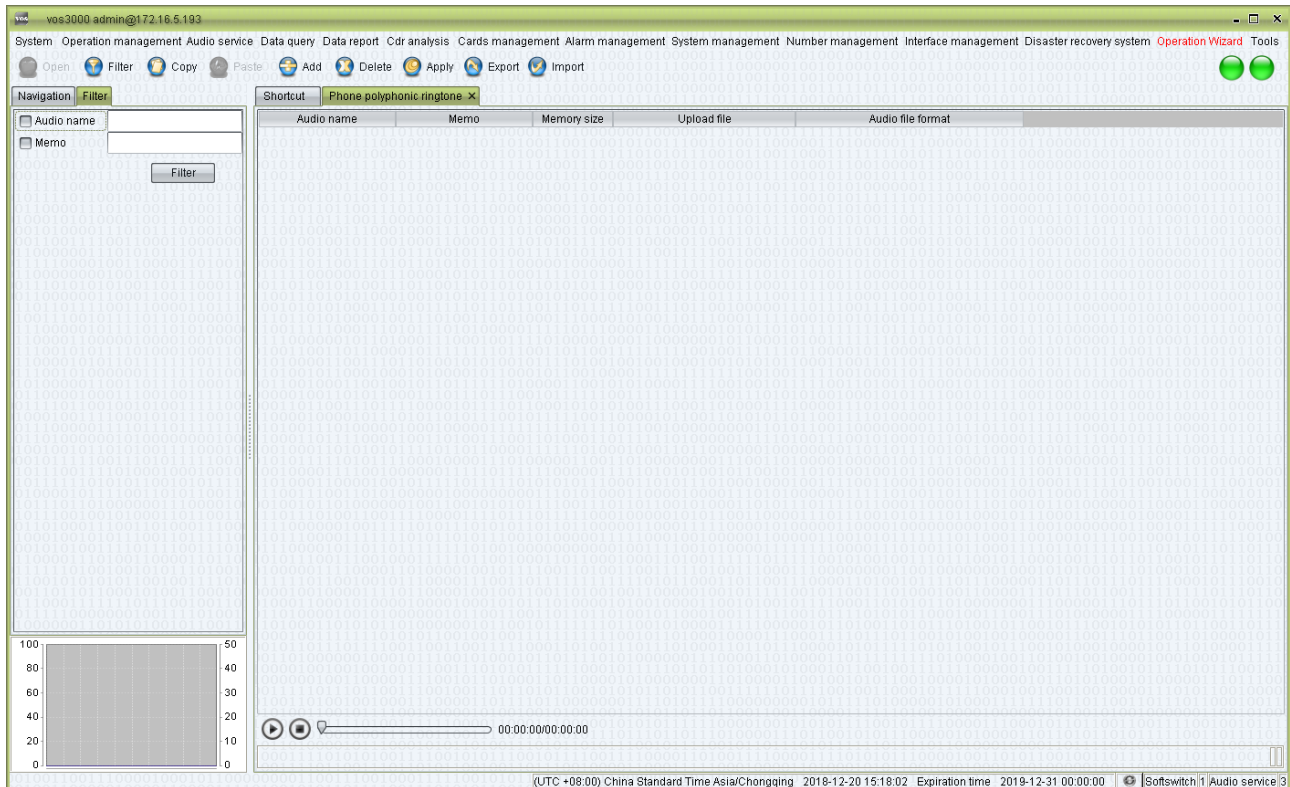 vos vos3000 admin@172.16.5.193
System Operation management Audio service Data query Data report Cdr analysis Cards management Alarm management System management Number management Interface management Disaster recovery system Operation Wizard Tools
Open Filter Copy Paste Add Delete Apply Export Import
Navigation Filter Shortcut Phone polyphonic ringtone
Audio name Audio name Memo Memory size Upload file Audio file format
Memo
Filter
100 50
80 40
60 30
40 20
20 10
0 0
00:00:00/00:00:00
(UTC +08:00) China Standard Time Asia/Chongqing 2018-12-20 15:18:02 Expiration time 2019-12-31 00:00:00 Softswitch 1 Audio service 3